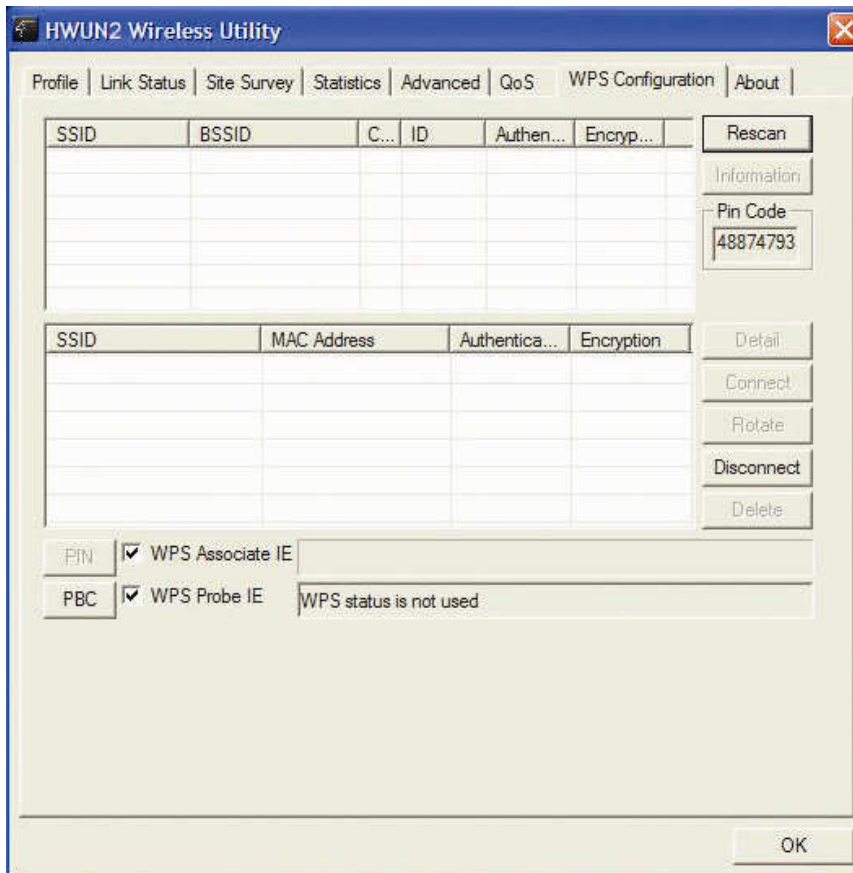 HWUN2 Wireless Utility
Profile Link Status Site Survey Statistics Advanced QoS WPS Configuration About
SSID BSSID C... ID Authen... Encryp...
Rescan
Information
Pin Code
48874793
SSID MAC Address Authentica... Encryption
Detail
Connect
Rotate
Disconnect
Delete
PIN WPS Associate IE
PBC WPS Probe IE WPS status is not used
OK